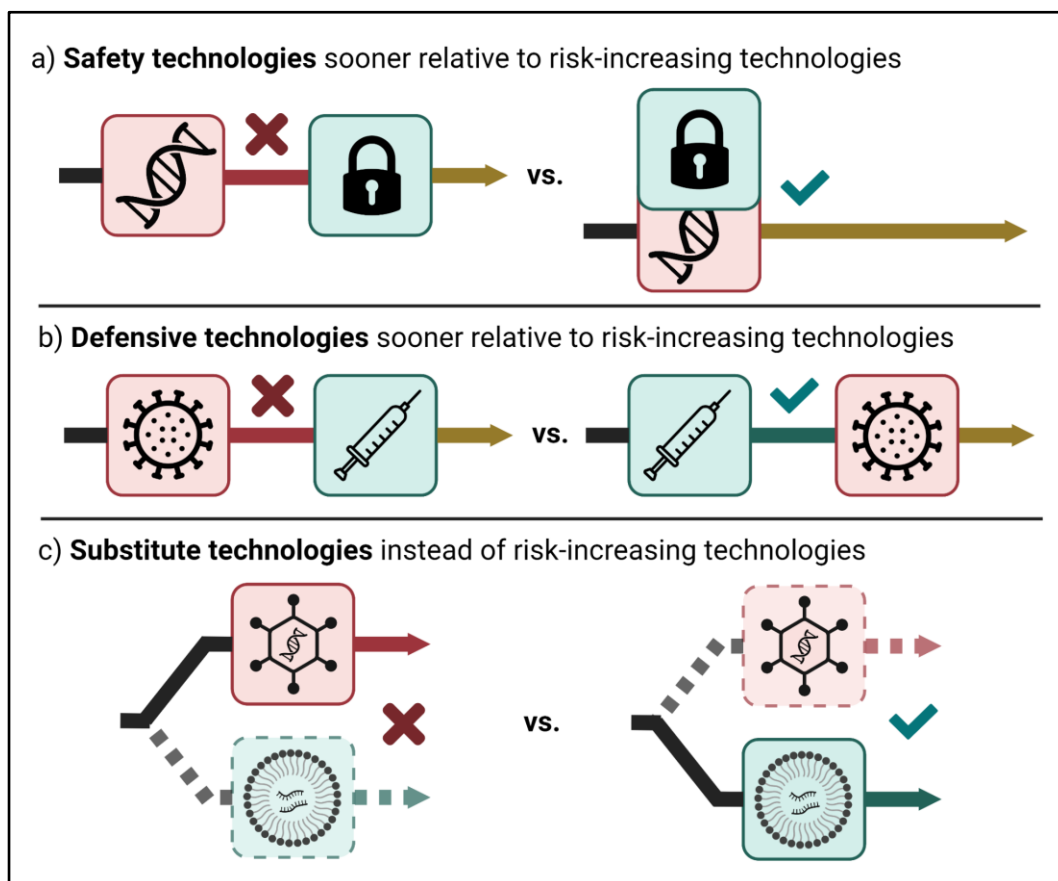 a) Safety technologies sooner relative to risk-increasing technologies
vs.
b) Defensive technologies sooner relative to risk-increasing technologies
vs.
c) Substitute technologies instead of risk-increasing technologies
vs.